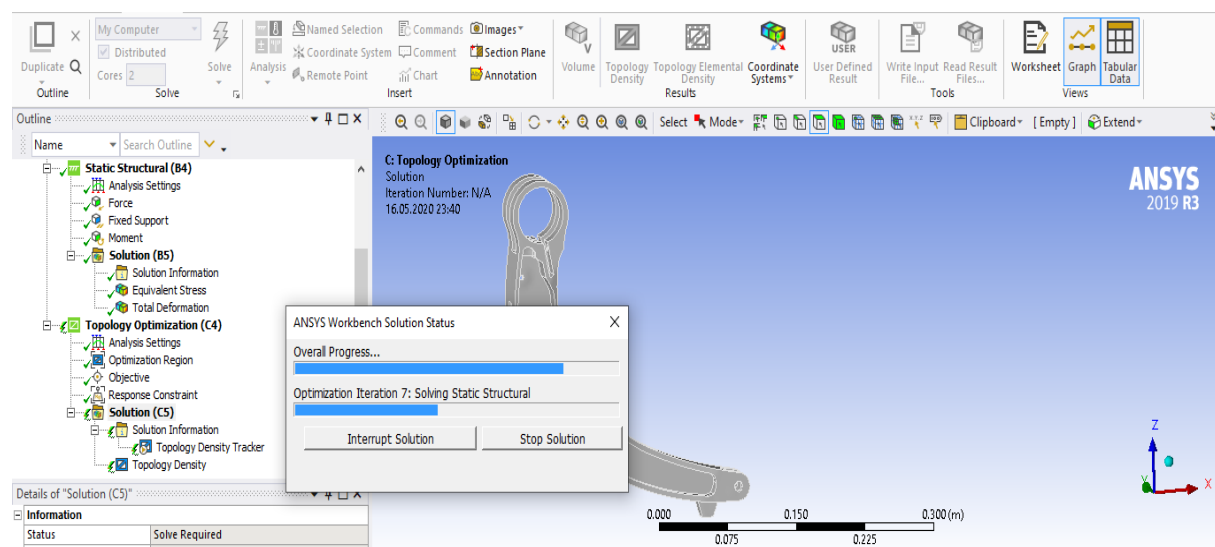 My Computer
Distributed
Cores 2
Duplicate
Outline
Solve
Solve
Analysis
Named Selection
Coordinate System
Remote Point
Commands
Comment
Chart
Images
Section Plane
Annotation
Insert
Volume
Topology Density
Topology Elemental Density
Coordinate Systems
Results
USER
User Defined Result
Write Input File...
Read Result Files...
Tools
Worksheet
Graph
Tabular Data
Views
Outline
Select Mode Clipboard [ Empty ] Extend
Name Search Outline
Static Structural (B4)
Analysis Settings
Force
Fixed Support
Moment
Solution (B5)
Solution Information
Equivalent Stress
Total Deformation
Topology Optimization (C4)
Analysis Settings
Optimization Region
Objective
Response Constraint
Solution (C5)
Solution Information
Topology Density Tracker
Topology Density
Details of "Solution (C5)"
Information
Status Solve Required
C: Topology Optimization
Solution
Iteration Number: N/A
16.05.2020 23:40
ANSYS
2019 R3
ANSYS Workbench Solution Status X
Overall Progress...
Optimization Iteration 7: Solving Static Structural
Interrupt Solution Stop Solution
Z
Y
X
0.000 0.150 0.300 (m)
0.075 0.225